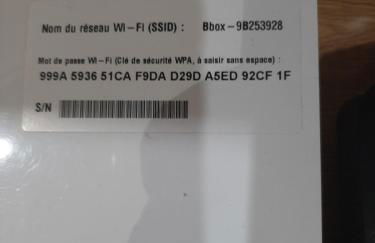 Nom du réseau Wi-Fi (SSID) : Bbox-9B253928
Mot de passe Wi-Fi (Clé de sécurité WPA, à saisir sans espace) :
999A 5936 51CA F9DA D29D A5ED 92CF 1F
S/N